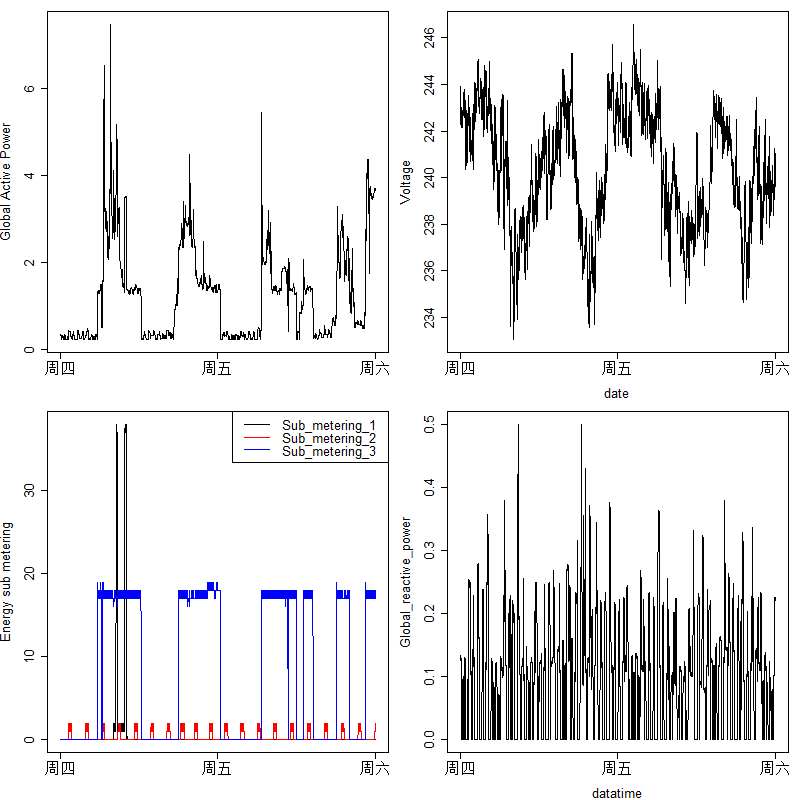 Global Active Power
6
4
2
0
周四
周五
周六
Voltage
246
244
242
240
238
236
234
周四
周五
周六
date
Energy sub metering
30
20
10
0
Sub_metering_1
Sub_metering_2
Sub_metering_3
周四
周五
周六
Global_reactive_power
0.5
0.4
0.3
0.2
0.1
0.0
周四
周五
周六
datatime